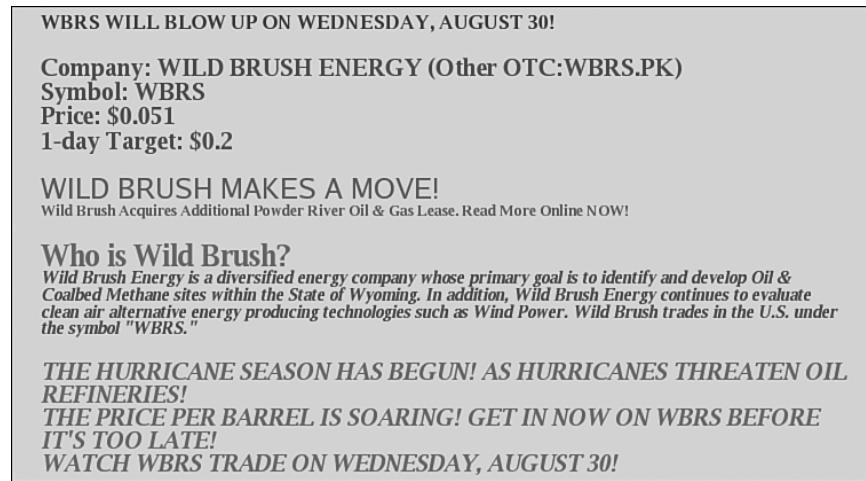 WBRS WILL BLOW UP ON WEDNESDAY, AUGUST 30!
Company: WILD BRUSH ENERGY (Other OTC:WBRS.PK)
Symbol: WBRS
Price: $0.051
1-day Target: $0.2
WILD BRUSH MAKES A MOVE!
Wild Brush Acquires Additional Powder River Oil & Gas Lease. Read More Online NOW!
Who is Wild Brush?
Wild Brush Energy is a diversified energy company whose primary goal is to identify and develop Oil &
Coalbed Methane sites within the State of Wyoming. In addition, Wild Brush Energy continues to evaluate
clean air alternative energy producing technologies such as Wind Power. Wild Brush trades in the U.S. under
the symbol "WBRS."
THE HURRICANE SEASON HAS BEGUN! AS HURRICANES THREATEN OIL
REFINERIES!
THE PRICE PER BARREL IS SOARING! GET IN NOW ON WBRS BEFORE
IT'S TOO LATE!
WATCH WBRS TRADE ON WEDNESDAY, AUGUST 30!